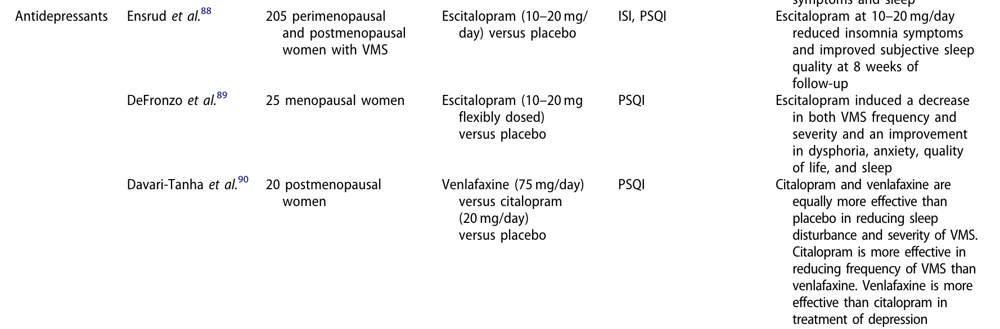 symptoms and sleep
Antidepressants Ensrud et al.88 205 perimenopausal Escitalopram (10–20 mg/ ISI, PSQI Escitalopram at 10–20 mg/day
and postmenopausal day) versus placebo reduced insomnia symptoms
women with VMS and improved subjective sleep
quality at 8 weeks of
follow-up
DeFronzo et al.89 25 menopausal women Escitalopram (10–20 mg PSQI Escitalopram induced a decrease
flexibly dosed) in both VMS frequency and
versus placebo severity and an improvement
in dysphoria, anxiety, quality
of life, and sleep
Davari-Tanha et al.90 20 postmenopausal Venlafaxine (75 mg/day) PSQI Citalopram and venlafaxine are
women versus citalopram equally more effective than
(20 mg/day) placebo in reducing sleep
versus placebo disturbance and severity of VMS.
Citalopram is more effective in
reducing frequency of VMS than
venlafaxine. Venlafaxine is more
effective than citalopram in
treatment of depression